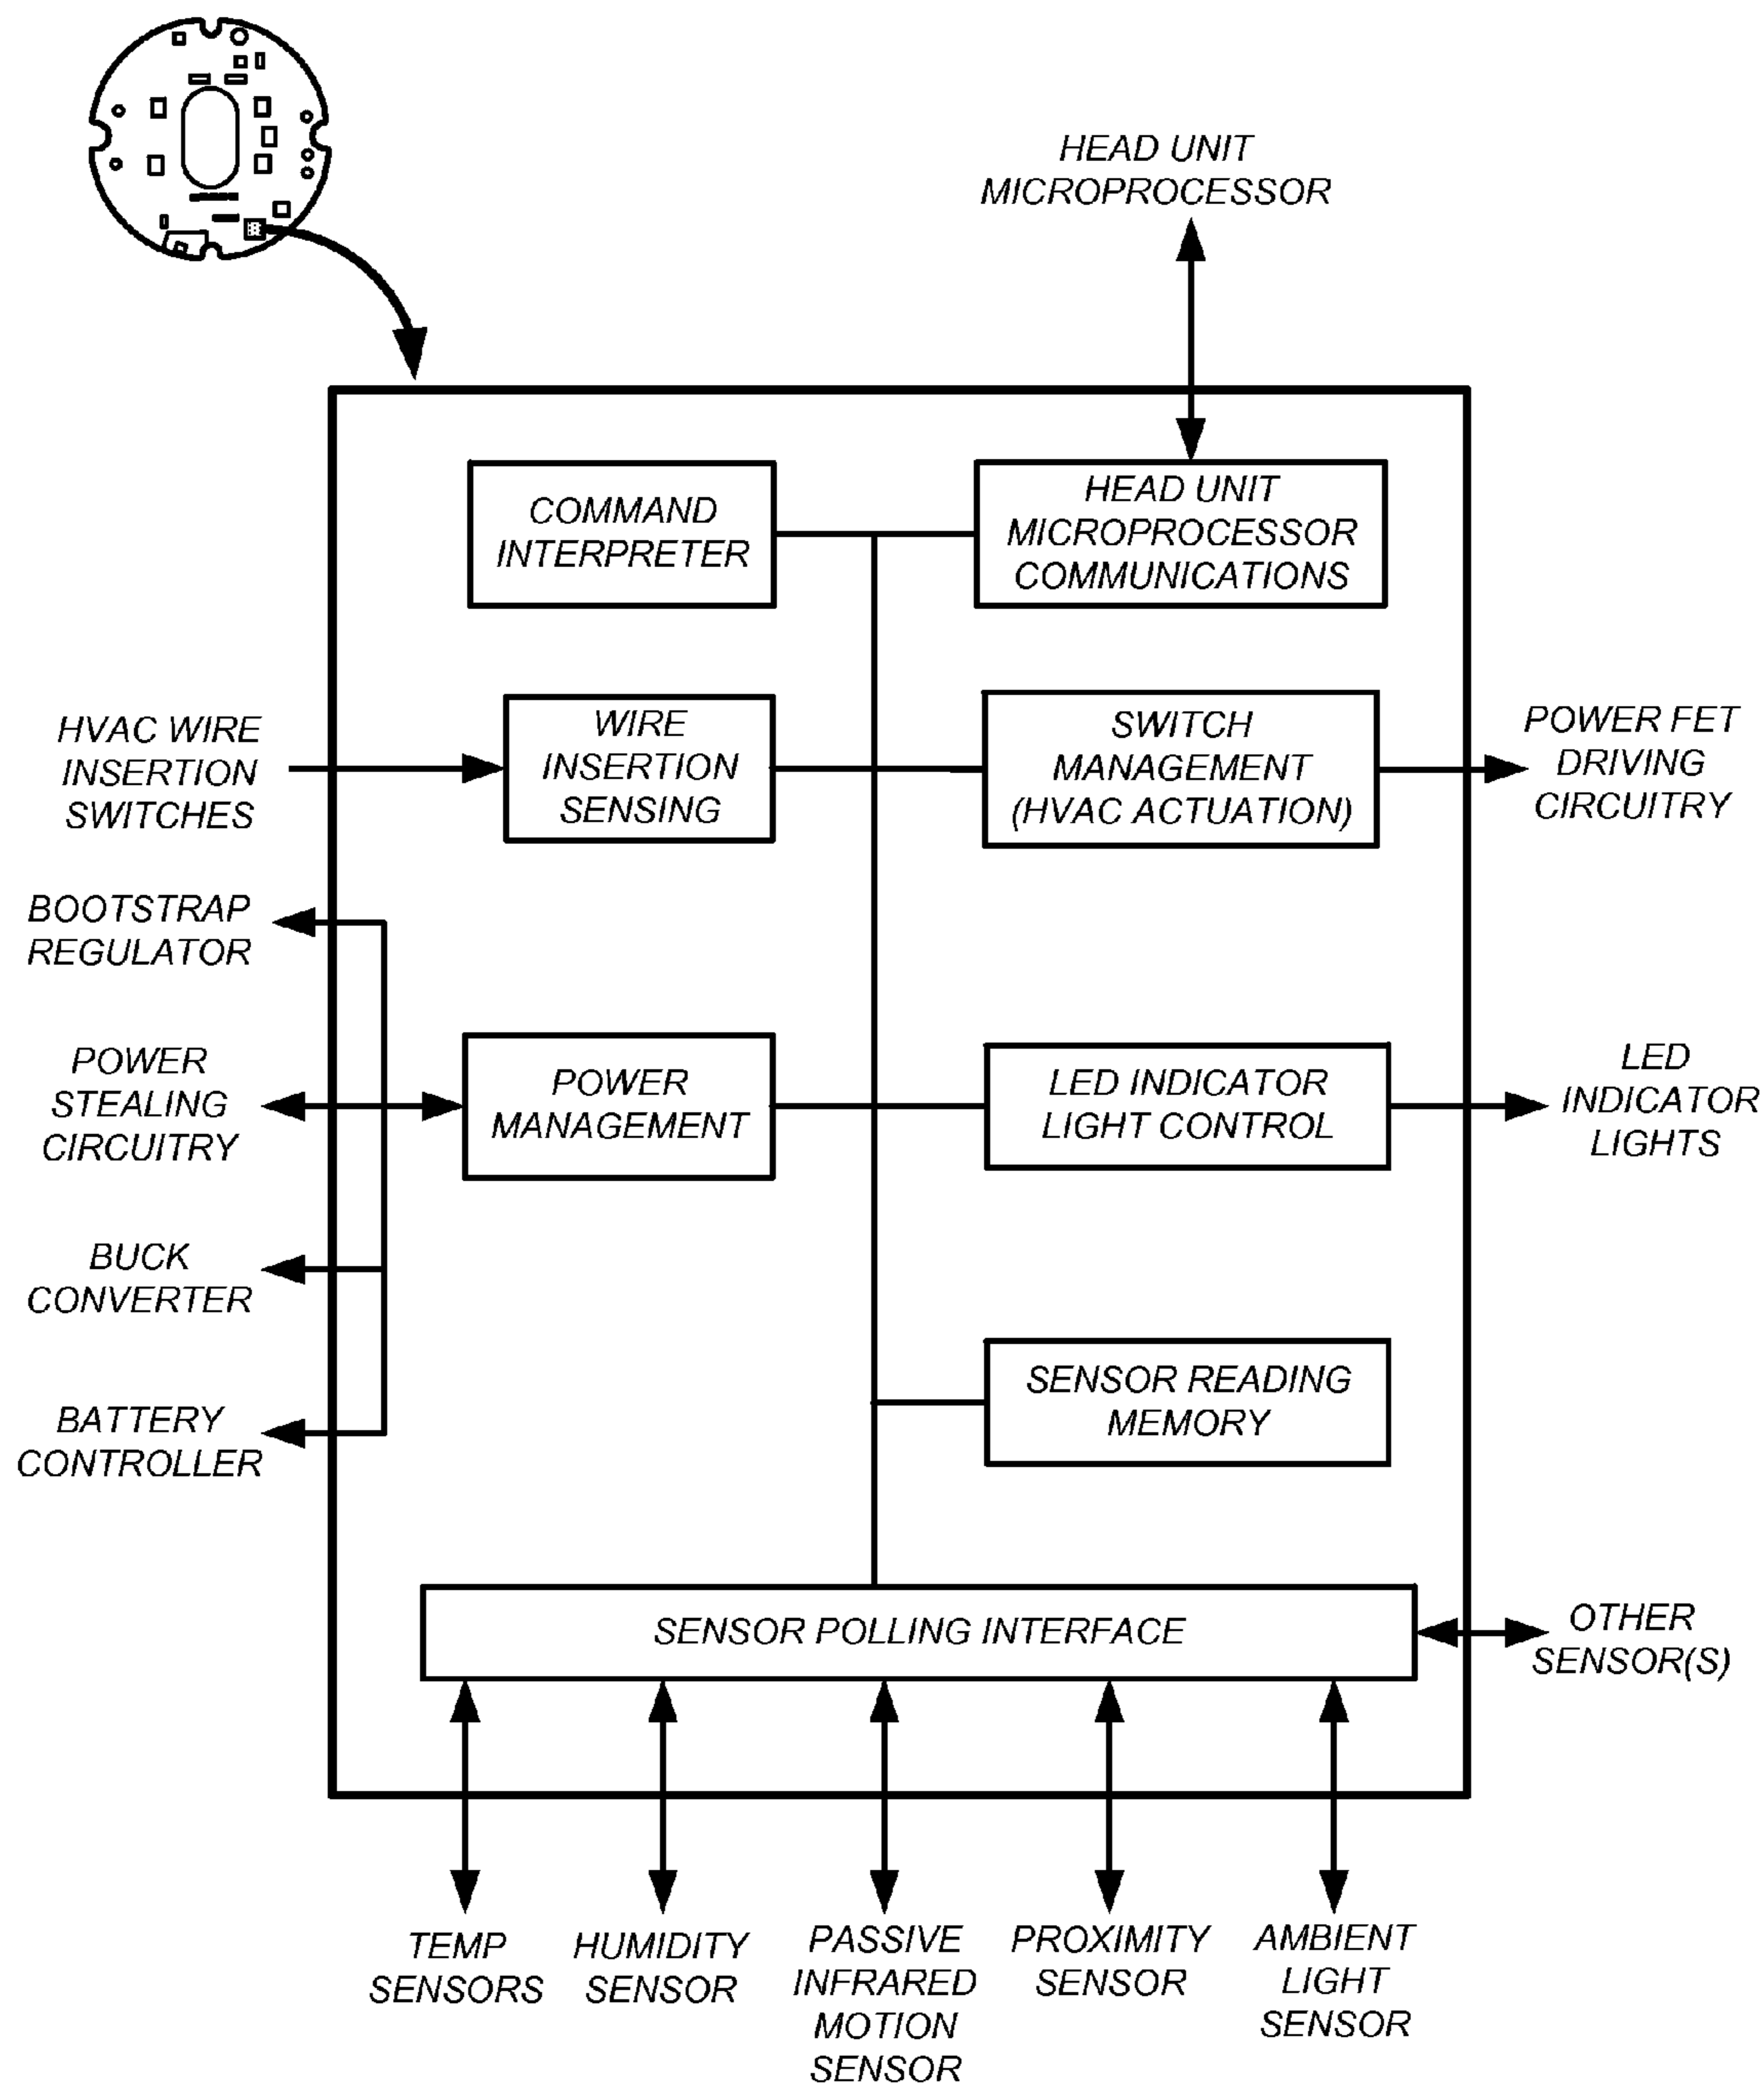 HEAD UNIT
MICROPROCESSOR
COMMAND
INTERPRETER
HEAD UNIT
MICROPROCESSOR
COMMUNICATIONS
HVAC WIRE
INSERTION
SWITCHES
WIRE
INSERTION
SENSING
SWITCH
MANAGEMENT
(HVAC ACTUATION)
POWER FET
DRIVING
CIRCUITRY
BOOTSTRAP
REGULATOR
POWER
STEALING
CIRCUITRY
POWER
MANAGEMENT
LED INDICATOR
LIGHT CONTROL
LED
INDICATOR
LIGHTS
BUCK
CONVERTER
BATTERY
CONTROLLER
SENSOR READING
MEMORY
SENSOR POLLING INTERFACE
OTHER
SENSOR(S)
TEMP
SENSORS
HUMIDITY
SENSOR
PASSIVE
INFRARED
MOTION
SENSOR
PROXIMITY
SENSOR
AMBIENT
LIGHT
SENSOR